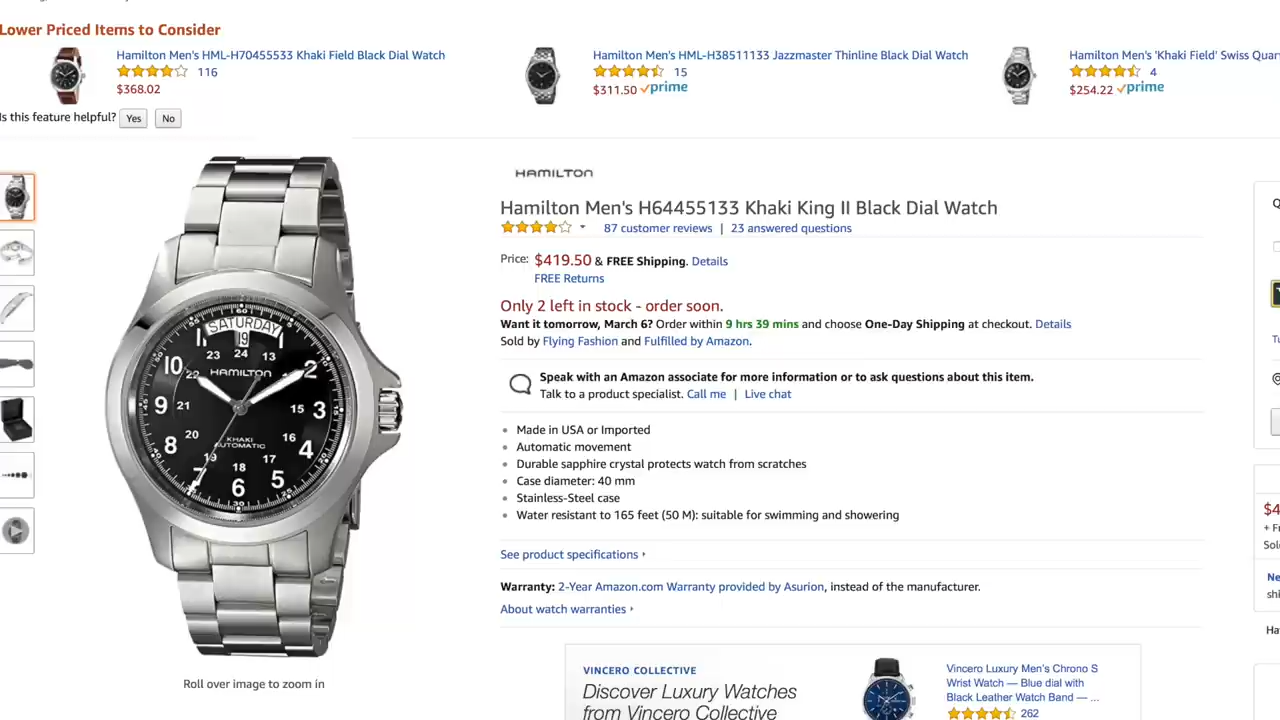 Lower Priced Items to Consider
Hamilton Men's HML-H70455533 Khaki Field Black Dial Watch
116
$368.02
Hamilton Men's HML-H38511133 Jazzmaster Thinline Black Dial Watch
15
$311.50 prime
Hamilton Men's 'Khaki Field' Swiss Quar
4
$254.22 prime
Is this feature helpful? Yes No
HAMILTON
Hamilton Men's H64455133 Khaki King II Black Dial Watch
87 customer reviews | 23 answered questions
Price: $419.50 & FREE Shipping. Details
FREE Returns
Only 2 left in stock - order soon.
Want it tomorrow, March 6? Order within 9 hrs 39 mins and choose One-Day Shipping at checkout. Details
Sold by Flying Fashion and Fulfilled by Amazon.
Speak with an Amazon associate for more information or to ask questions about this item.
Talk to a product specialist. Call me | Live chat
Made in USA or Imported
Automatic movement
Durable sapphire crystal protects watch from scratches
Case diameter: 40 mm
Stainless-Steel case
Water resistant to 165 feet (50 M): suitable for swimming and showering
See product specifications
Warranty: 2-Year Amazon.com Warranty provided by Asurion, instead of the manufacturer.
About watch warranties
VINCERO COLLECTIVE
Discover Luxury Watches
from Vincero Collective
Vincero Luxury Men's Chrono S
Wrist Watch — Blue dial with
Black Leather Watch Band — ...
262
SATURDAY
19
HAMILTON
KHAKI
AUTOMATIC
60
10
2
9
3
8
4
7
5
6
23 24 13
22
21
15
20
16
19
17
18
30
Roll over image to zoom in
$4